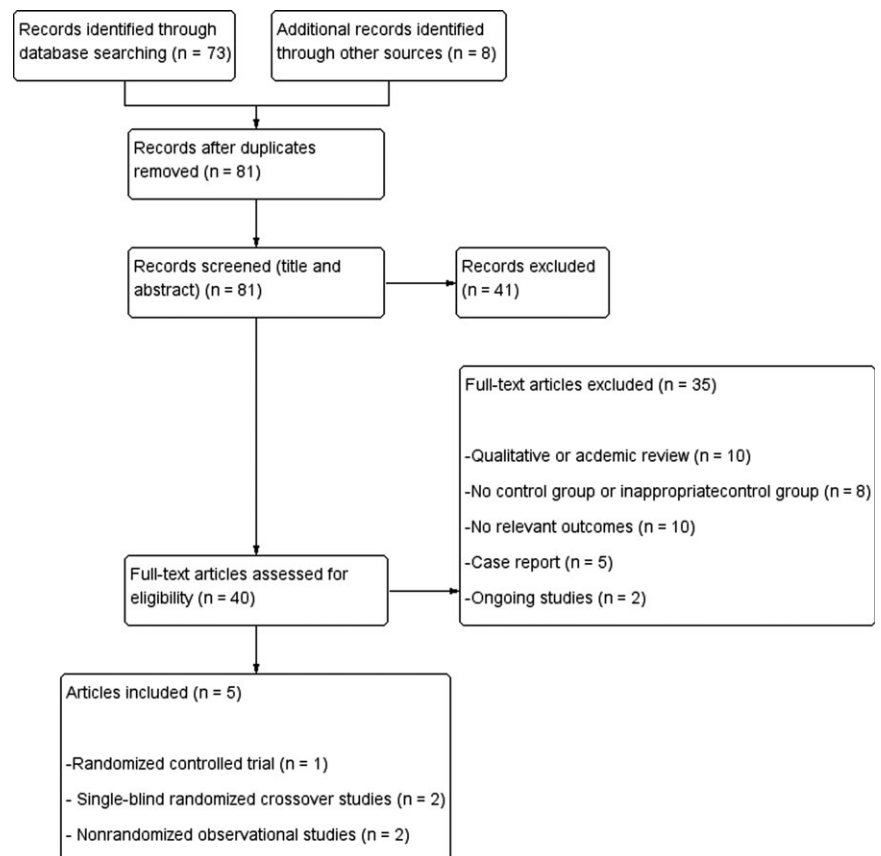 Records identified through
database searching (n = 73)
Additional records identified
through other sources (n = 8)
Records after duplicates
removed (n = 81)
Records screened (title and
abstract) (n = 81)
Records excluded
(n = 41)
Full-text articles excluded (n = 35)
-Qualitative or acdemic review (n = 10)
-No control group or inappropriatecontrol group (n = 8)
-No relevant outcomes (n = 10)
-Case report (n = 5)
-Ongoing studies (n = 2)
Full-text articles assessed for
eligibility (n = 40)
Articles included (n = 5)
-Randomized controlled trial (n = 1)
- Single-blind randomized crossover studies (n = 2)
- Nonrandomized observational studies (n = 2)